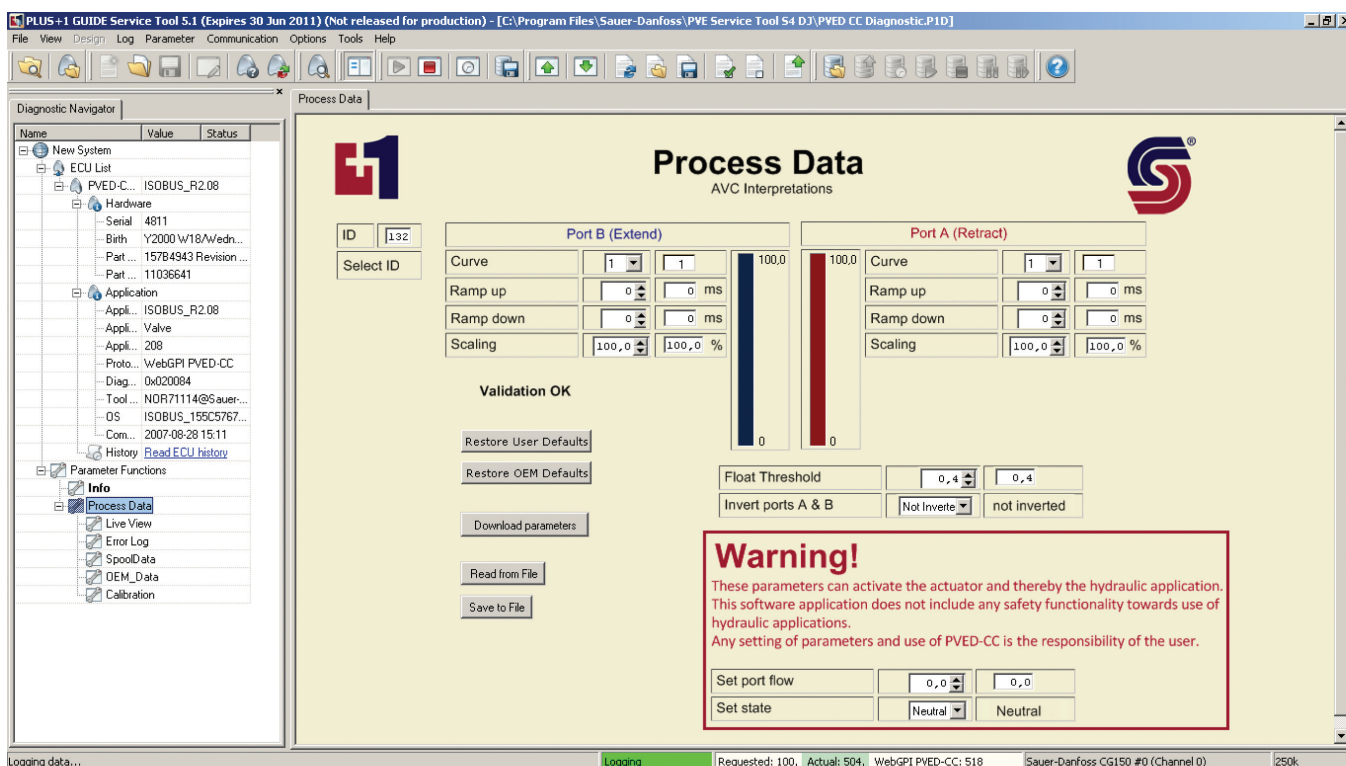 PLUS+1 GUIDE Service Tool 5.1 (Expires 30 Jun 2011) (Not released for production) - [C:\Program Files\Sauer-Danfoss\PVE Service Tool S4 DJ\PVED CC Diagnostic.P1D]
File View Design Log Parameter Communication Options Tools Help
Diagnostic Navigator
Name Value Status
New System
ECU List
PVED-C... ISOBUS_R2.08
Hardware
Serial 4811
Birth Y2000 W18/Wedn...
Part ... 157B4943 Revision ...
Part ... 11036641
Application
Appli... ISOBUS_R2.08
Appli... Valve
Appli... 208
Proto... WebGPI PVED-CC
Diag... 0x020084
Tool ... NOR71114@Sauer-...
OS ISOBUS_155C5767...
Com... 2007-08-28 15:11
History Read ECU history
Parameter Functions
Info
Process Data
Live View
Error Log
SpoolData
OEM_Data
Calibration
Process Data
+1
Process Data
AVC Interpretations
®
ID 132
Select ID
Port B (Extend)
Curve 1 1
Ramp up 0 0 ms
Ramp down 0 0 ms
Scaling 100,0 100,0 %
100,0
0
100,0
0
Port A (Retract)
Curve 1 1
Ramp up 0 0 ms
Ramp down 0 0 ms
Scaling 100,0 100,0 %
Validation OK
Restore User Defaults
Restore OEM Defaults
Download parameters
Read from File
Save to File
Float Threshold 0,4 0,4
Invert ports A & B Not Inverte not inverted
Warning!
These parameters can activate the actuator and thereby the hydraulic application.
This software application does not include any safety functionality towards use of
hydraulic applications.
Any setting of parameters and use of PVED-CC is the responsibility of the user.
Set port flow 0,0 0,0
Set state Neutral Neutral
Logging data... Logging Requested: 100, Actual: 504, WebGPI PVED-CC: 518 Sauer-Danfoss CG150 #0 (Channel 0) 250k